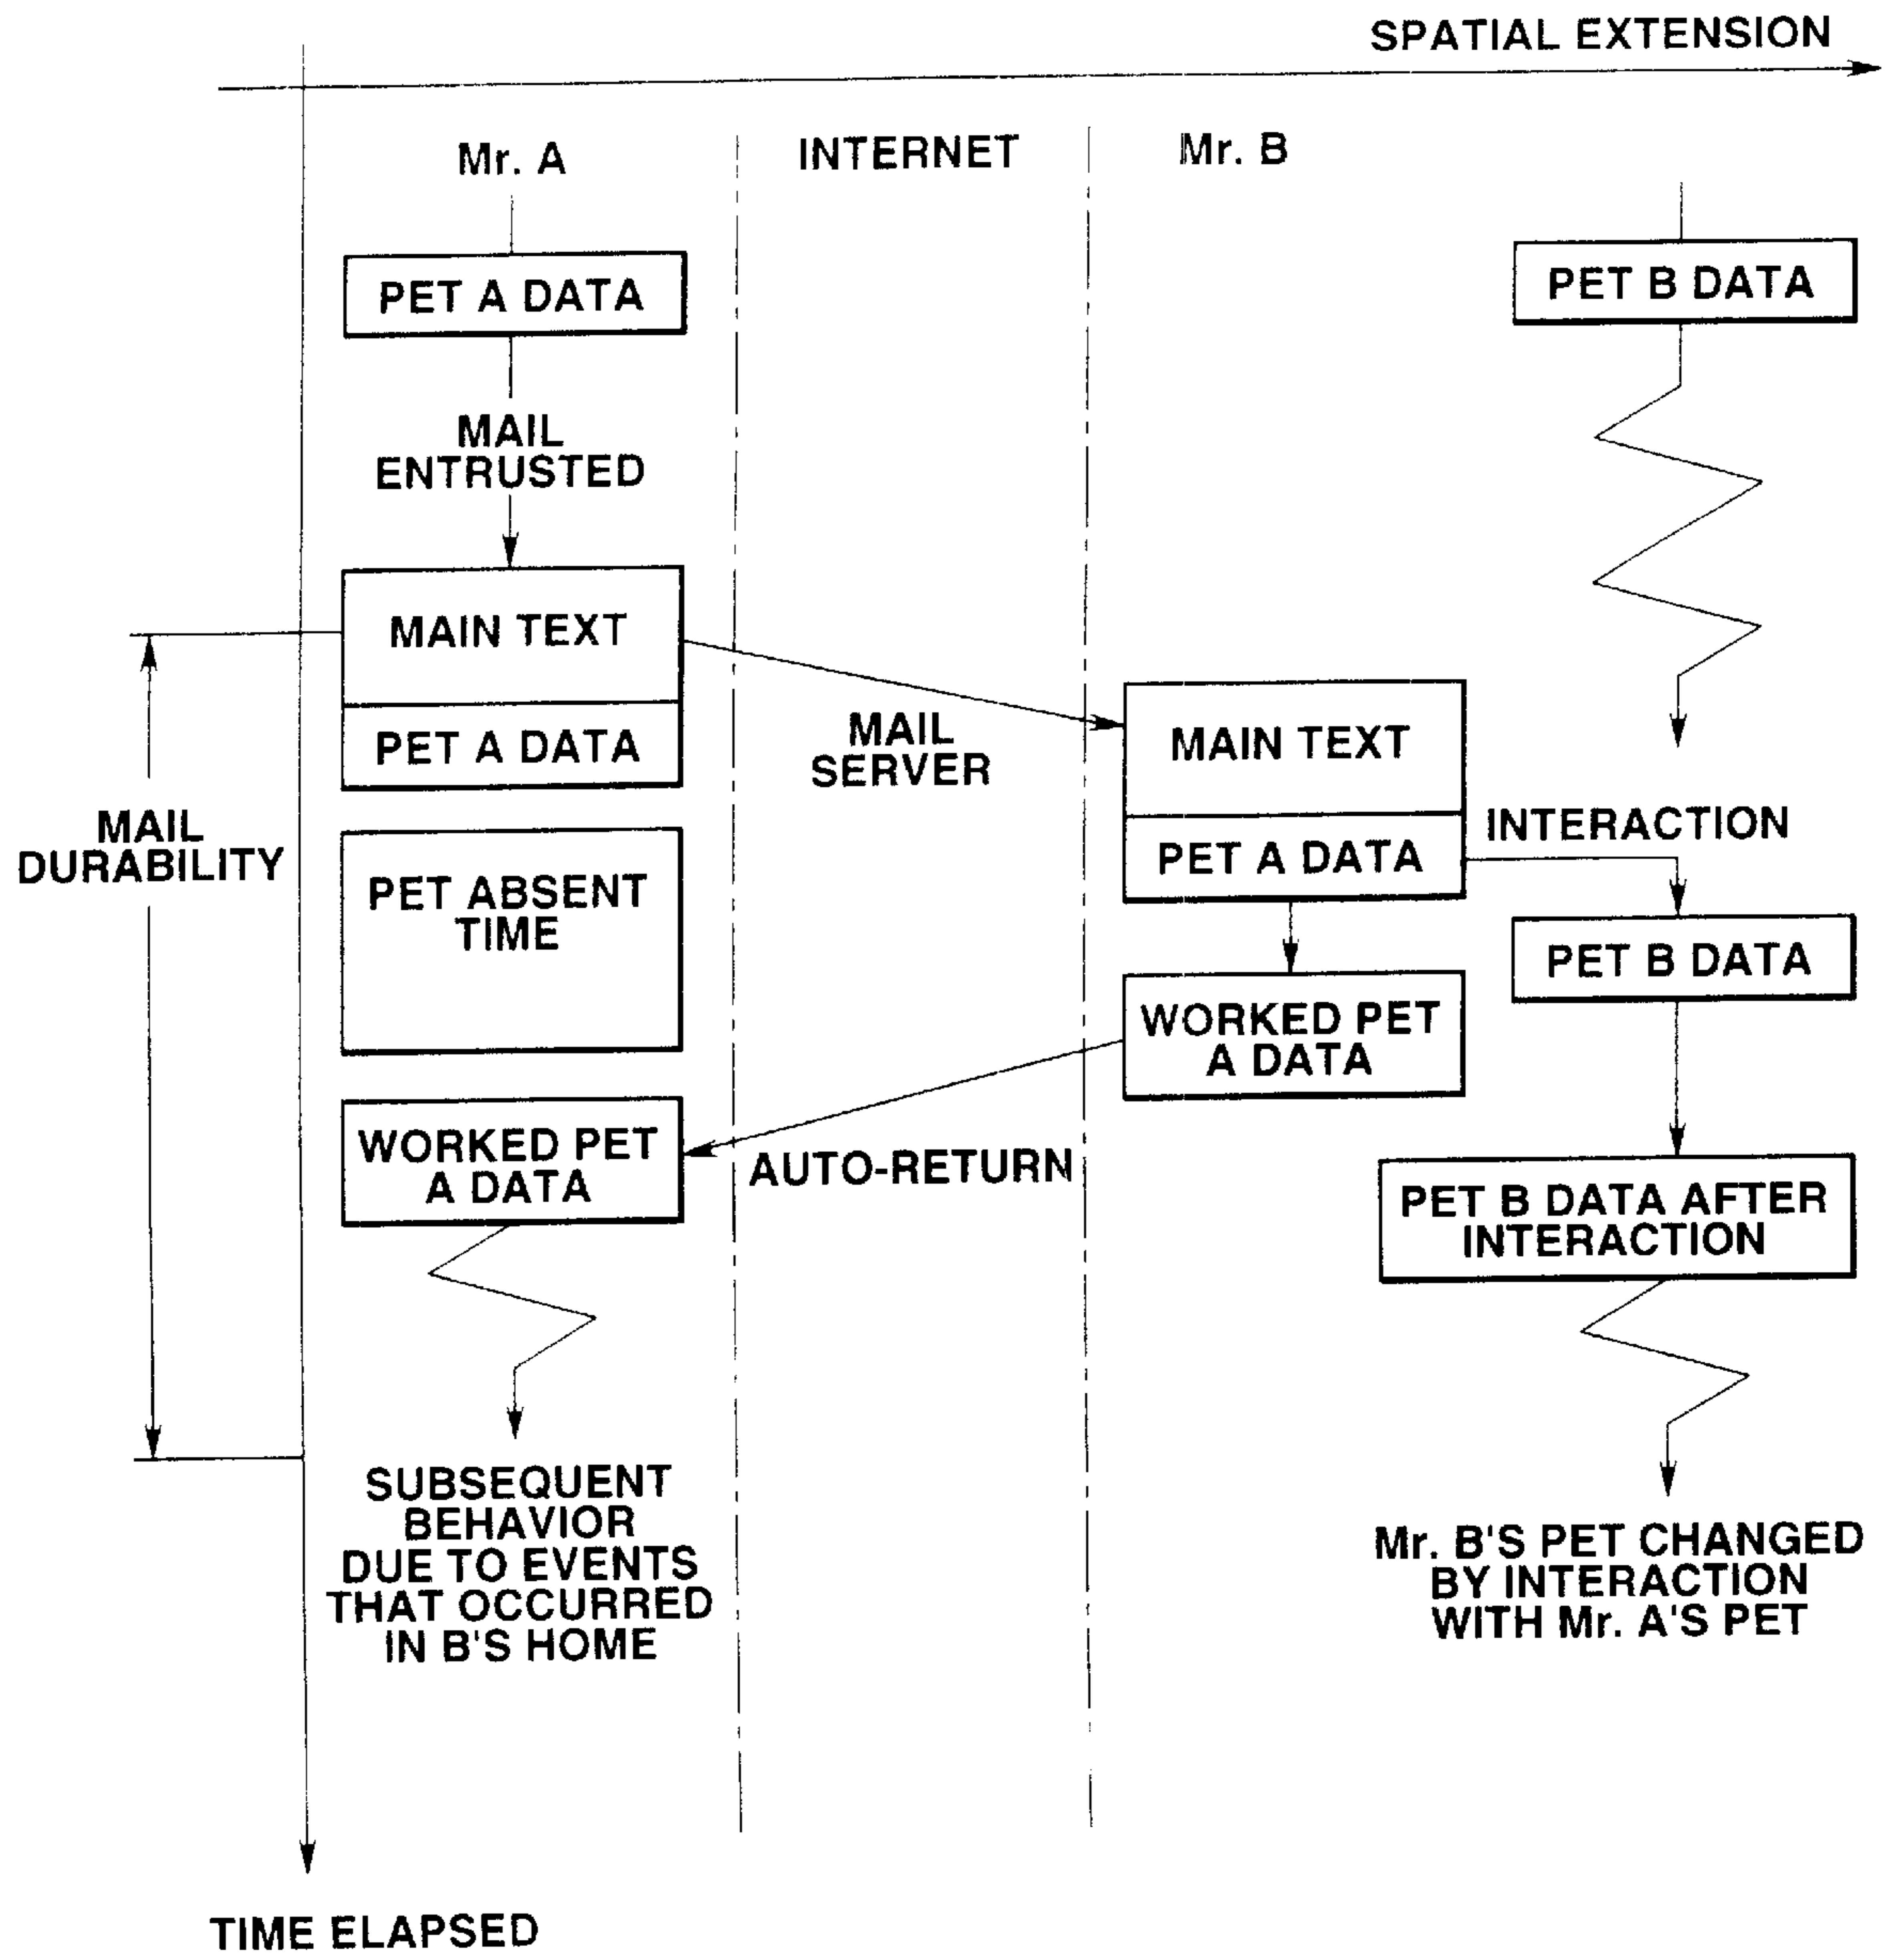 SPATIAL EXTENSION
Mr. A
INTERNET
Mr. B
PET A DATA
PET B DATA
MAIL
ENTRUSTED
MAIN TEXT
PET A DATA
MAIL
SERVER
MAIN TEXT
PET A DATA
INTERACTION
MAIL
DURABILITY
PET ABSENT
TIME
PET B DATA
WORKED PET
A DATA
WORKED PET
A DATA
AUTO-RETURN
PET B DATA AFTER
INTERACTION
SUBSEQUENT
BEHAVIOR
DUE TO EVENTS
THAT OCCURRED
IN B'S HOME
Mr. B'S PET CHANGED
BY INTERACTION
WITH Mr. A'S PET
TIME ELAPSED